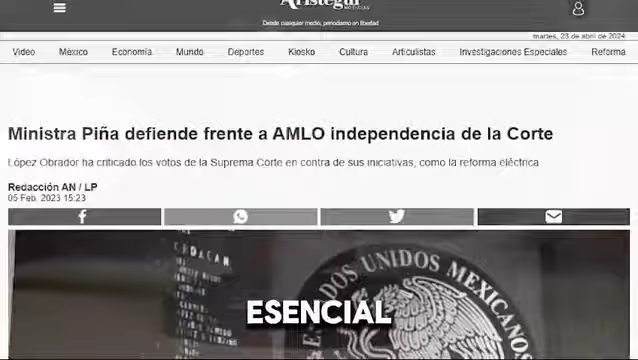 Aristegui
NOTICIAS
Desde cualquier medio, periodismo en libertad
martes, 23 de abril de 2024
Video México Economía Mundo Deportes Kiosko Cultura Articulistas Investigaciones Especiales Reforma
Ministra Piña defiende frente a AMLO independencia de la Corte
López Obrador ha criticado los votos de la Suprema Corte en contra de sus iniciativas, como la reforma eléctrica
Redacción AN / LP
05 Feb, 2023 15:23
DOS UNIDOS MEXICANOS
ESENCIAL